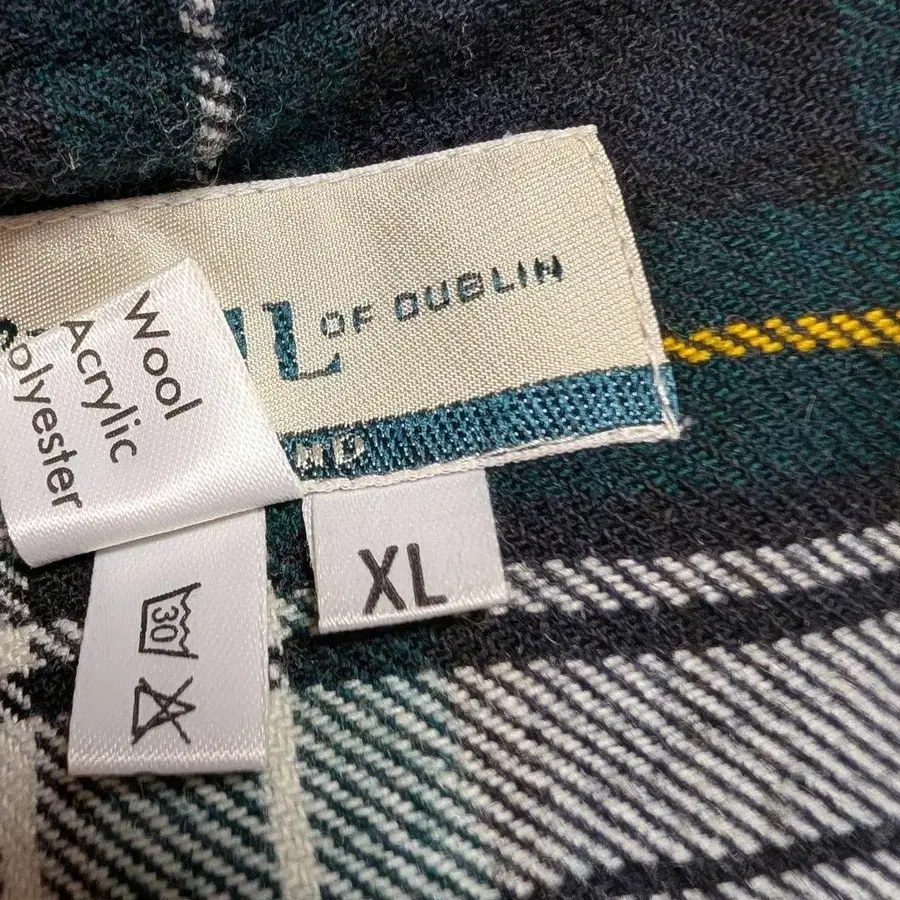 OF DUBLIN
Wool
Acrylic
olyester
XL
30